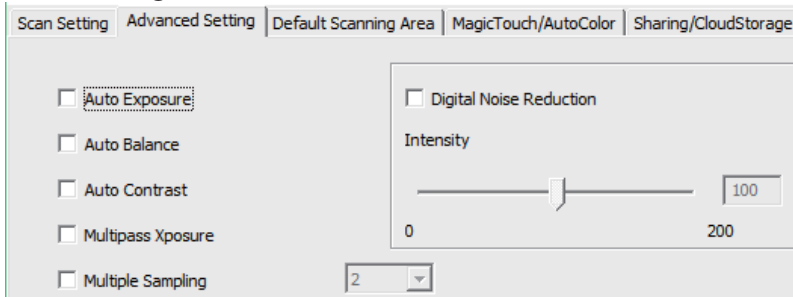 Scan Setting Advanced Setting Default Scanning Area MagicTouch/AutoColor Sharing/CloudStorage
Auto Exposure
Auto Balance
Auto Contrast
Multipass Xposure
Multiple Sampling 2
Digital Noise Reduction
Intensity
100
0 200